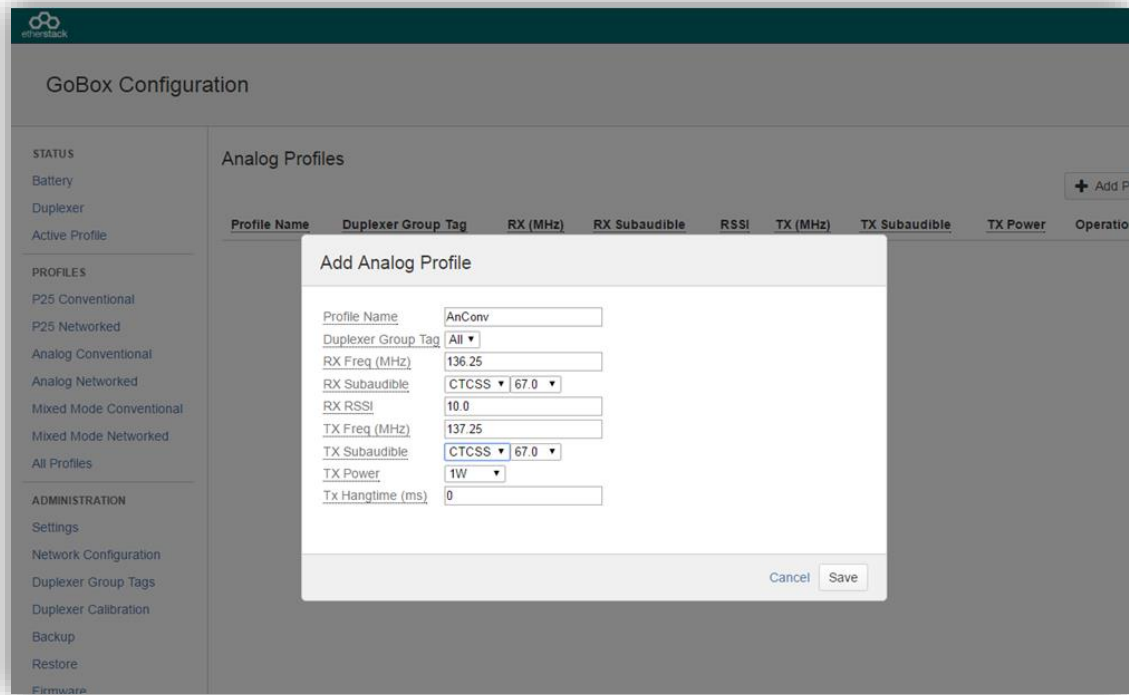 etherstack
GoBox Configuration
STATUS
Battery
Duplexer
Active Profile
PROFILES
P25 Conventional
P25 Networked
Analog Conventional
Analog Networked
Mixed Mode Conventional
Mixed Mode Networked
All Profiles
ADMINISTRATION
Settings
Network Configuration
Duplexer Group Tags
Duplexer Calibration
Backup
Restore
Firmware
Analog Profiles
+ Add P
Profile Name Duplexer Group Tag RX (MHz) RX Subaudible RSSI TX (MHz) TX Subaudible TX Power Operatio
Add Analog Profile
Profile Name AnConv
Duplexer Group Tag All
RX Freq (MHz) 136.25
RX Subaudible CTCSS 67.0
RX RSSI 10.0
TX Freq (MHz) 137.25
TX Subaudible CTCSS 67.0
TX Power 1W
Tx Hangtime (ms) 0
Cancel Save